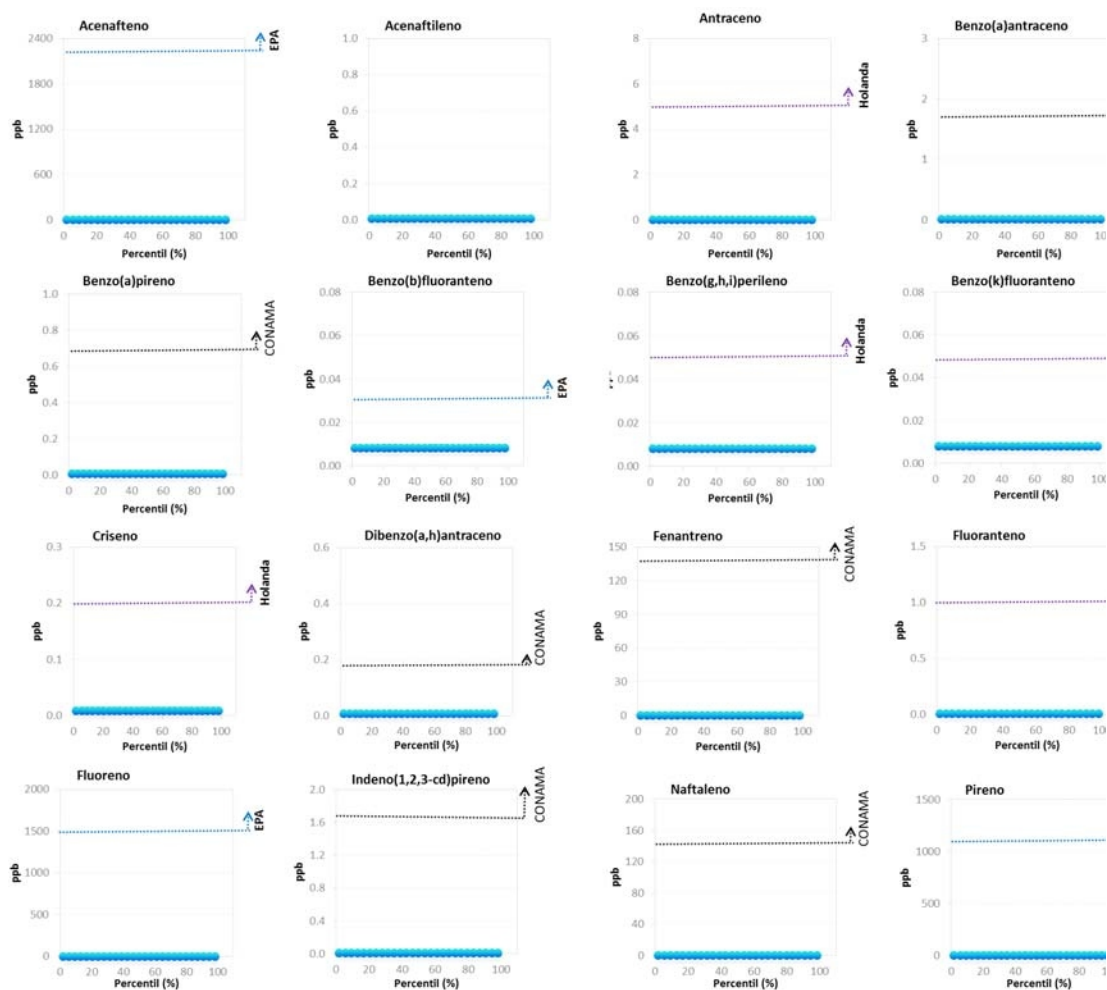 Acenafteno
2400
1800
1200
600
0
ppb
EPA
0 20 40 60 80 100
Percentil (%)
Acenaftileno
1.0
0.8
0.6
0.4
0.2
0.0
ppb
0 20 40 60 80 100
Percentil (%)
Antraceno
8
6
4
2
0
ppb
Holanda
0 20 40 60 80 100
Percentil (%)
Benzo(a)antraceno
3
2
1
0
ppb
0 20 40 60 80 100
Percentil (%)
Benzo(a)pireno
1.0
0.8
0.6
0.4
0.2
0.0
ppb
CONAMA
0 20 40 60 80 100
Percentil (%)
Benzo(b)fluoranteno
0.08
0.06
0.04
0.02
0.00
ppb
EPA
0 20 40 60 80 100
Percentil (%)
Benzo(g,h,i)perileno
0.08
0.06
0.04
0.02
0.00
Holanda
0 20 40 60 80 100
Percentil (%)
Benzo(k)fluoranteno
0.08
0.06
0.04
0.02
0.00
ppb
0 20 40 60 80 100
Percentil (%)
Criseno
0.3
0.2
0.1
0.0
ppb
Holanda
0 20 40 60 80 100
Percentil (%)
Dibenzo(a,h)antraceno
0.6
0.4
0.2
0.0
ppb
CONAMA
0 20 40 60 80 100
Percentil (%)
Fenantreno
150
120
90
60
30
0
ppb
CONAMA
0 20 40 60 80 100
Percentil (%)
Fluoranteno
1.5
1.0
0.5
0.0
ppb
0 20 40 60 80 100
Percentil (%)
Fluoreno
2000
1500
1000
500
0
ppb
EPA
0 20 40 60 80 100
Percentil (%)
Indeno(1,2,3-cd)pireno
2.0
1.6
1.2
0.8
0.4
0.0
ppb
CONAMA
0 20 40 60 80 100
Percentil (%)
Naftaleno
200
160
120
80
40
0
ppb
CONAMA
0 20 40 60 80 100
Percentil (%)
Pireno
1500
1000
500
0
ppb
0 20 40 60 80 100
Percentil (%)